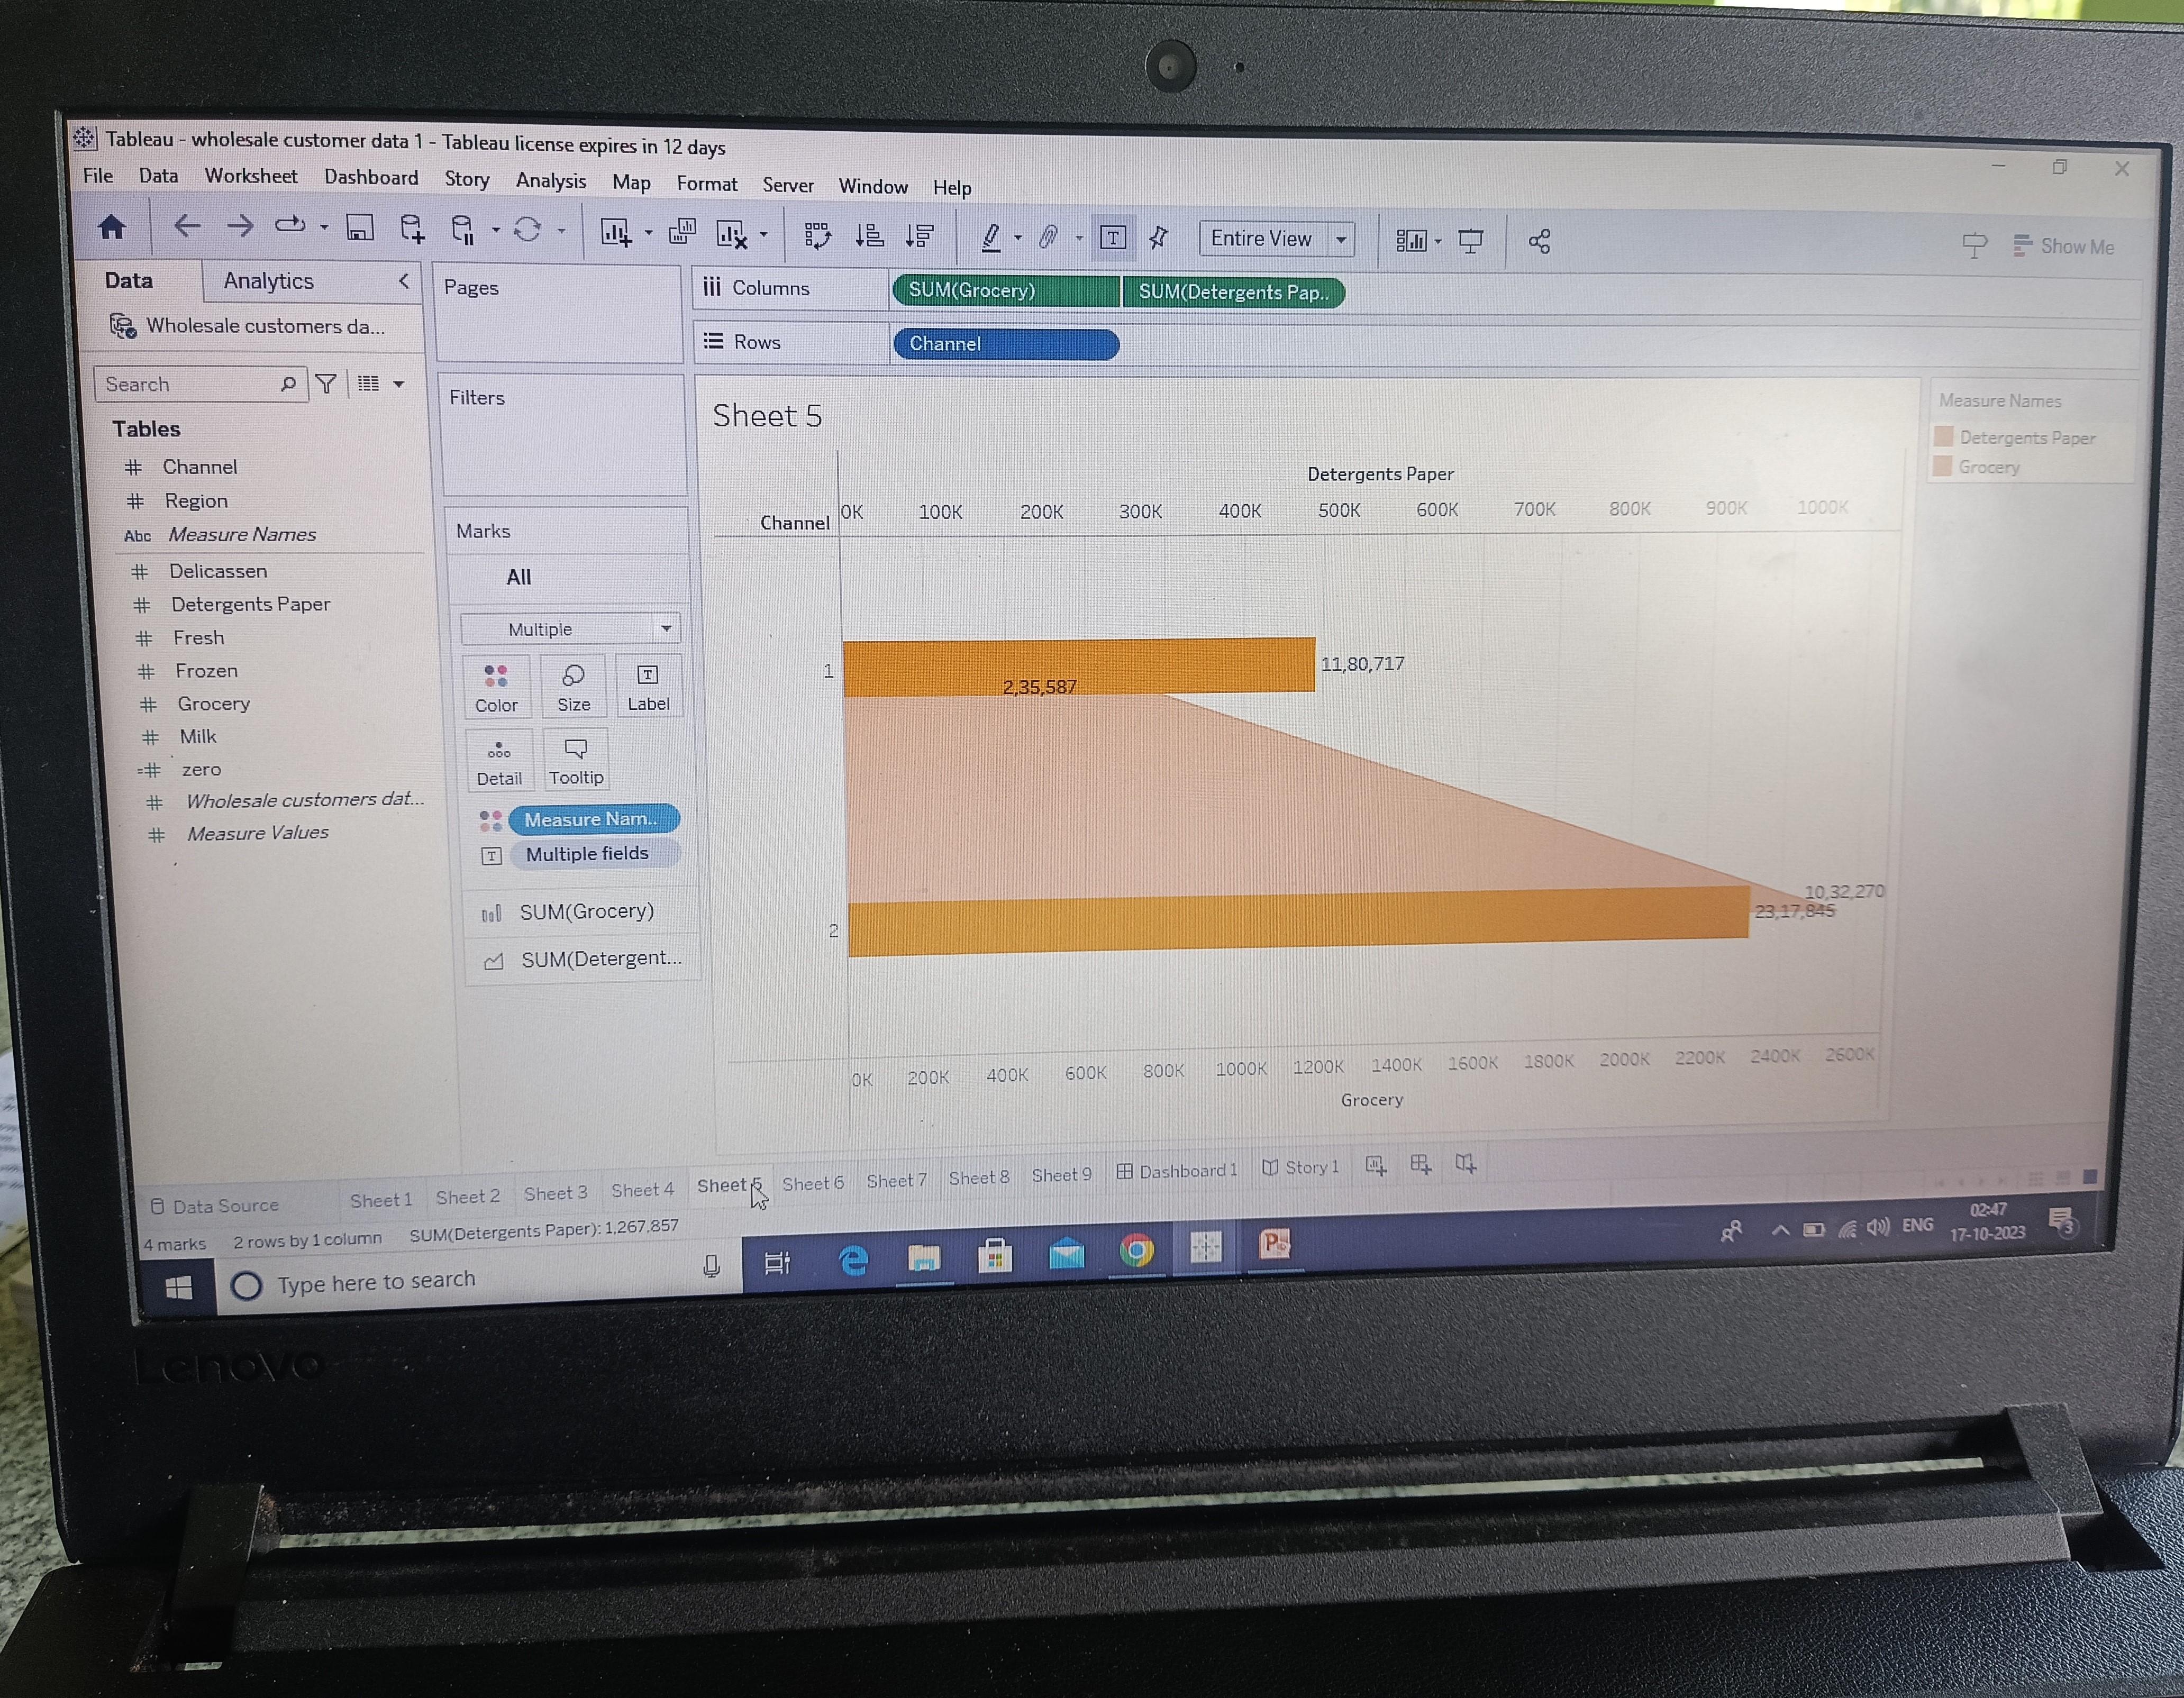 Tableau - wholesale customer data 1 - Tableau license expires in 12 days
File Data Worksheet Dashboard Story Analysis Map Format Server Window Help
Entire View
Show Me
Data Analytics
Pages
Columns SUM(Grocery) SUM(Detergents Pap..
Wholesale customers da...
Rows Channel
Search
Filters
Tables
Channel
Region
Abc Measure Names
Delicassen
Detergents Paper
Fresh
Frozen
Grocery
Milk
zero
Wholesale customers dat...
Measure Values
Marks
All
Multiple
Color Size Label
Detail Tooltip
Measure Nam..
Multiple fields
SUM(Grocery)
SUM(Detergent...
Sheet 5
Detergents Paper
Channel 0K 100K 200K 300K 400K 500K 600K 700K 800K 900K 1000K
1 11,80,717
2,35,587
10,32,270
2 23,17,845
0K 200K 400K 600K 800K 1000K 1200K 1400K 1600K 1800K 2000K 2200K 2400K 2600K
Grocery
Measure Names
Detergents Paper
Grocery
Data Source Sheet 1 Sheet 2 Sheet 3 Sheet 4 Sheet 5 Sheet 6 Sheet 7 Sheet 8 Sheet 9 Dashboard 1 Story 1
4 marks 2 rows by 1 column SUM(Detergents Paper): 1,267,857
Type here to search
ENG
02:47
17-10-2023
3
Lenovo